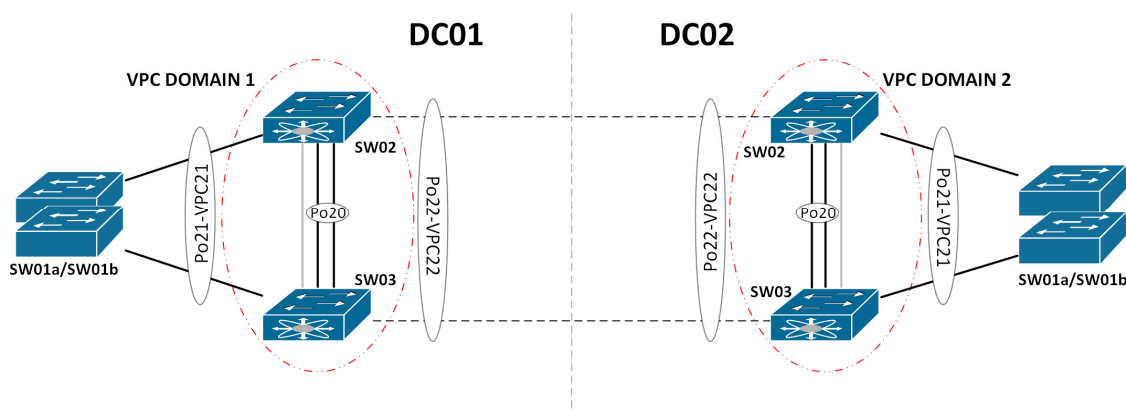 DC01
DC02
VPC DOMAIN 1
VPC DOMAIN 2
SW02
SW02
Po21-VPC21
Po20
Po22-VPC22
Po22-VPC22
Po20
Po21-VPC21
SW01a/SW01b
SW01a/SW01b
SW03
SW03